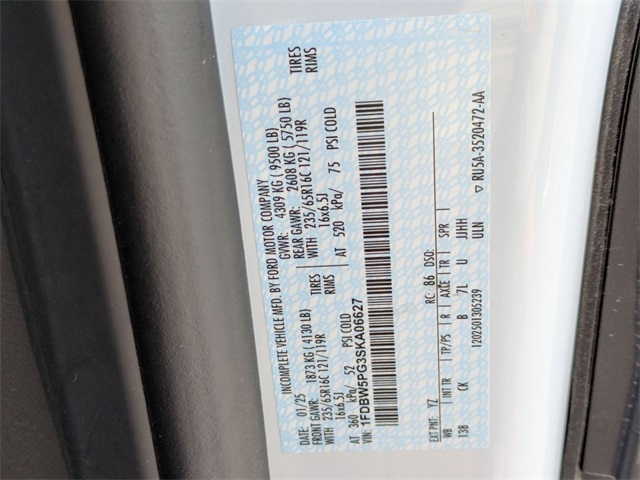 INCOMPLETE VEHICLE MFD. BY FORD MOTOR COMPANY
DATE: 01/25 GVWR: 4309 KG ( 9500 LB)
FRONT GAWR: 1873 KG ( 4130 LB) REAR GAWR: 2608 KG ( 5750 LB)
WITH 235/65R16C 121/119R TIRES WITH 235/65R16C 121/119R TIRES
16x6.5J RIMS 16x6.5J RIMS
AT 360 kPa/ 52 PSI COLD AT 520 kPa/ 75 PSI COLD
VIN: 1FDBW5PG3SKA06627
EXT PNT: YZ RC: 86 DSO:
WB INT TR TP/PS R AXLE TR SPR
138 CK B 7L U JJHH
ULN
1202501305239 ▽ RU5A-3520472-AA